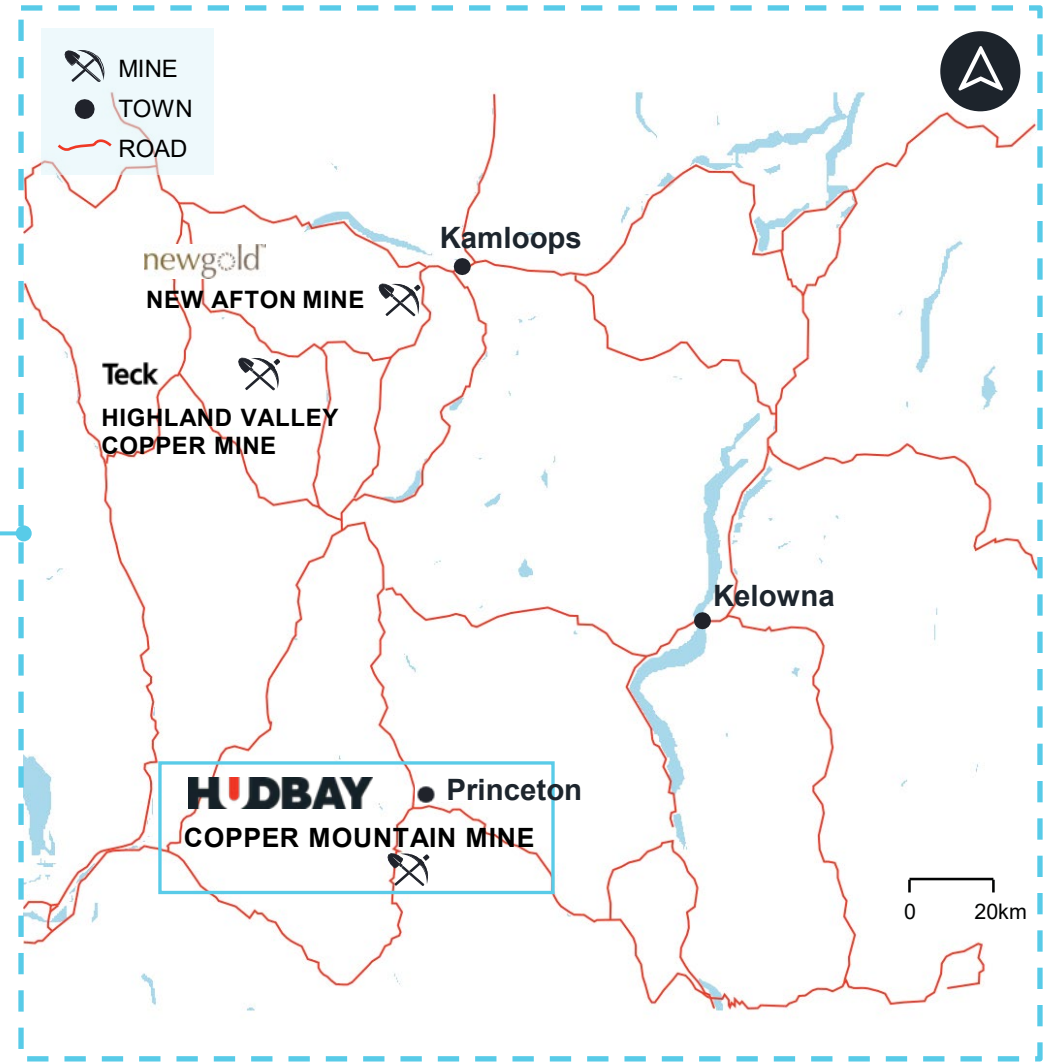 MINE
TOWN
ROAD
Kamloops
newgold™
NEW AFTON MINE
Teck
HIGHLAND VALLEY
COPPER MINE
Kelowna
HUDBAY
Princeton
COPPER MOUNTAIN MINE
0 20km